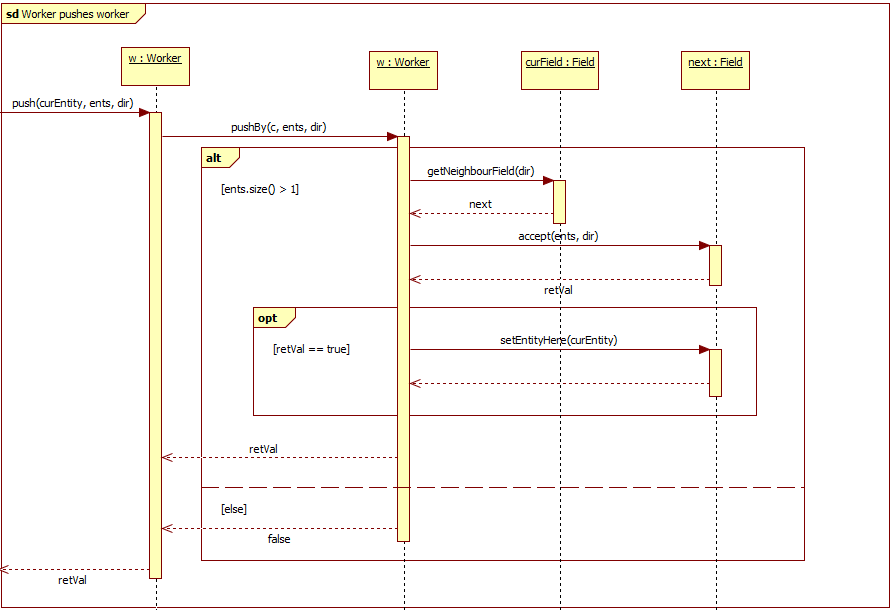 sd Worker pushes worker
w : Worker
w : Worker
curField : Field
next : Field
push(curEntity, ents, dir)
pushBy(c, ents, dir)
alt
getNeighbourField(dir)
[ents.size() > 1]
next
accept(ents, dir)
retVal
opt
setEntityHere(curEntity)
[retVal == true]
retVal
[else]
false
retVal